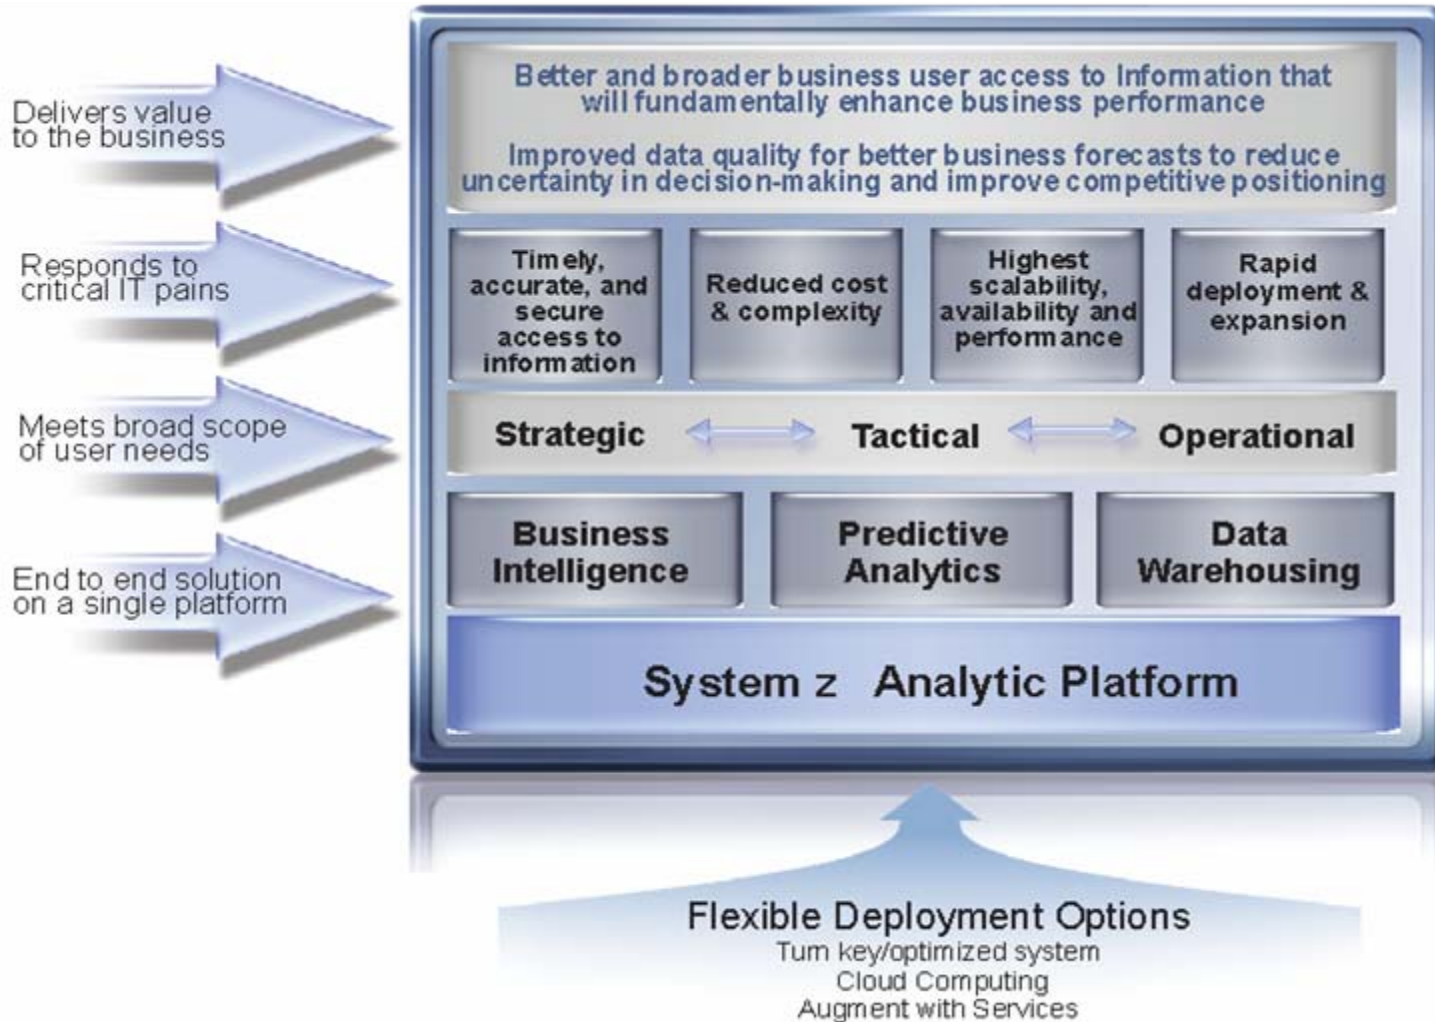 Delivers value
to the business
Better and broader business user access to Information that
will fundamentally enhance business performance
Improved data quality for better business forecasts to reduce
uncertainty in decision-making and improve competitive positioning
Responds to
critical IT pains
Timely,
accurate, and
secure
access to
information
Reduced cost
& complexity
Highest
scalability,
availability and
performance
Rapid
deployment &
expansion
Meets broad scope
of user needs
Strategic
Tactical
Operational
End to end solution
on a single platform
Business
Intelligence
Predictive
Analytics
Data
Warehousing
System z Analytic Platform
Flexible Deployment Options
Turn key/optimized system
Cloud Computing
Augment with Services